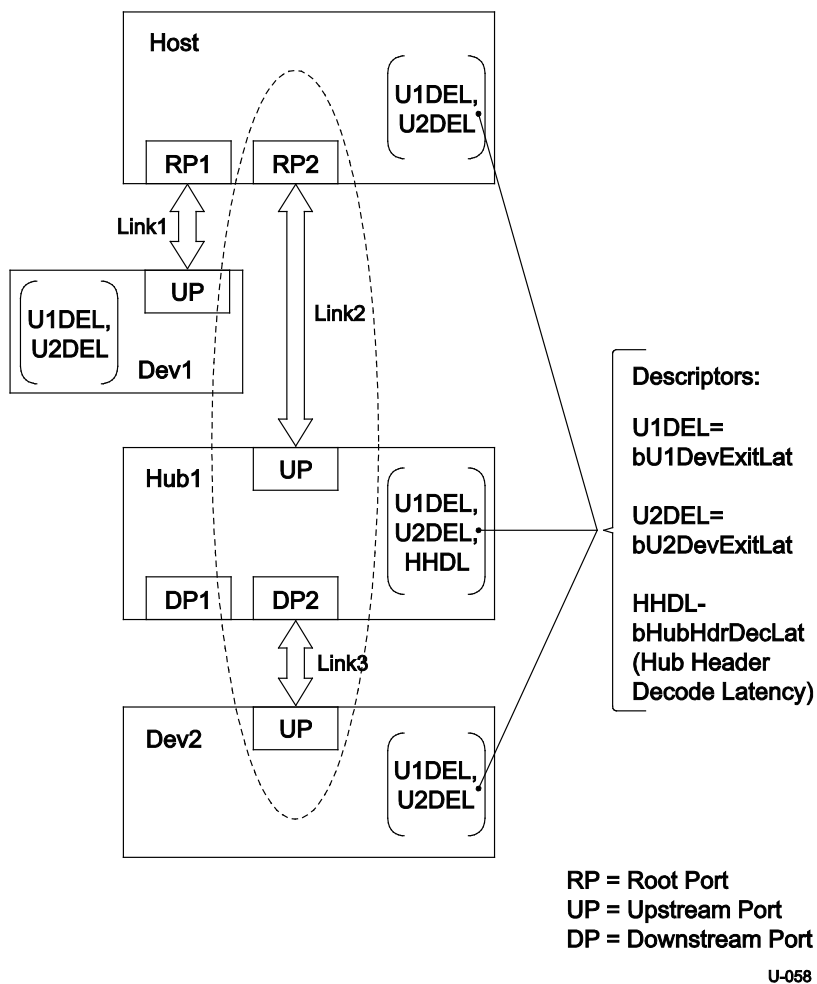 Host
U1DEL,
U2DEL
RP1
RP2
Link1
UP
U1DEL,
U2DEL
Dev1
Link2
Hub1
UP
U1DEL,
U2DEL,
HHDL
DP1
DP2
Link3
Dev2
UP
U1DEL,
U2DEL
Descriptors:
U1DEL=
bU1DevExitLat
U2DEL=
bU2DevExitLat
HHDL-
bHubHdrDecLat
(Hub Header
Decode Latency)
RP = Root Port
UP = Upstream Port
DP = Downstream Port
U-058